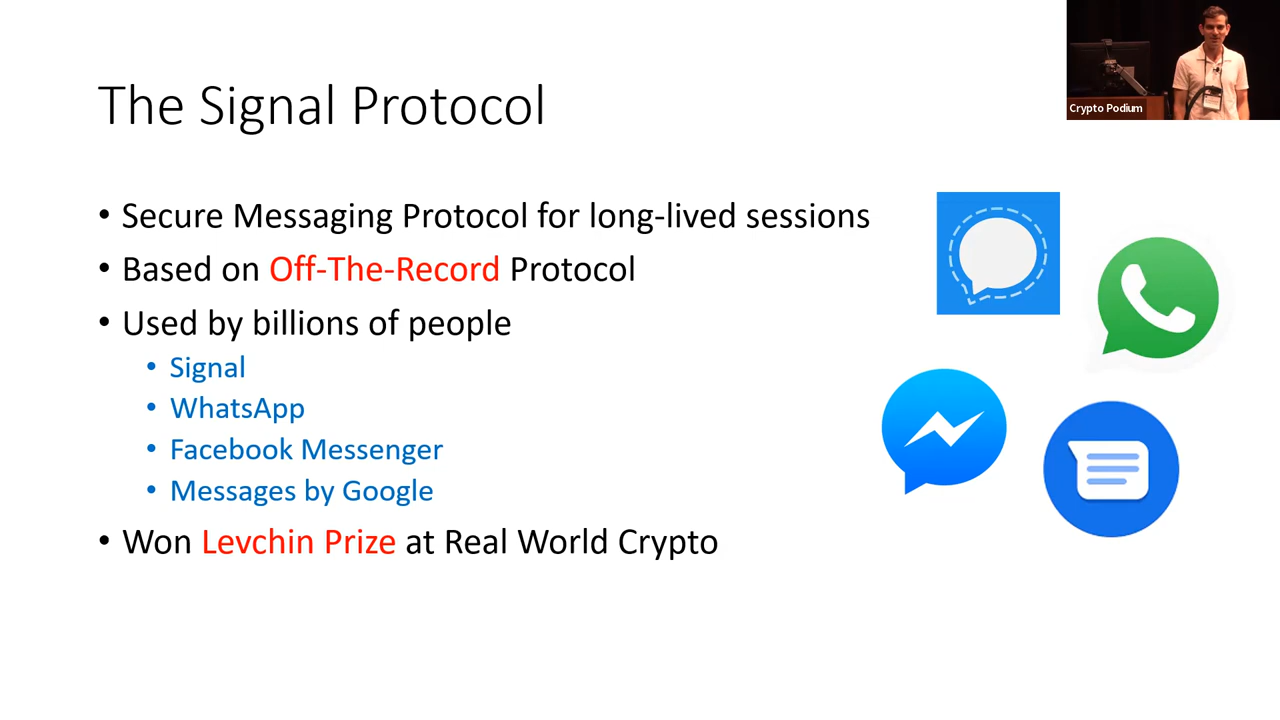 The Signal Protocol
Crypto Podium
• Secure Messaging Protocol for long-lived sessions
• Based on Off-The-Record Protocol
• Used by billions of people
• Signal
• WhatsApp
• Facebook Messenger
• Messages by Google
• Won Levchin Prize at Real World Crypto